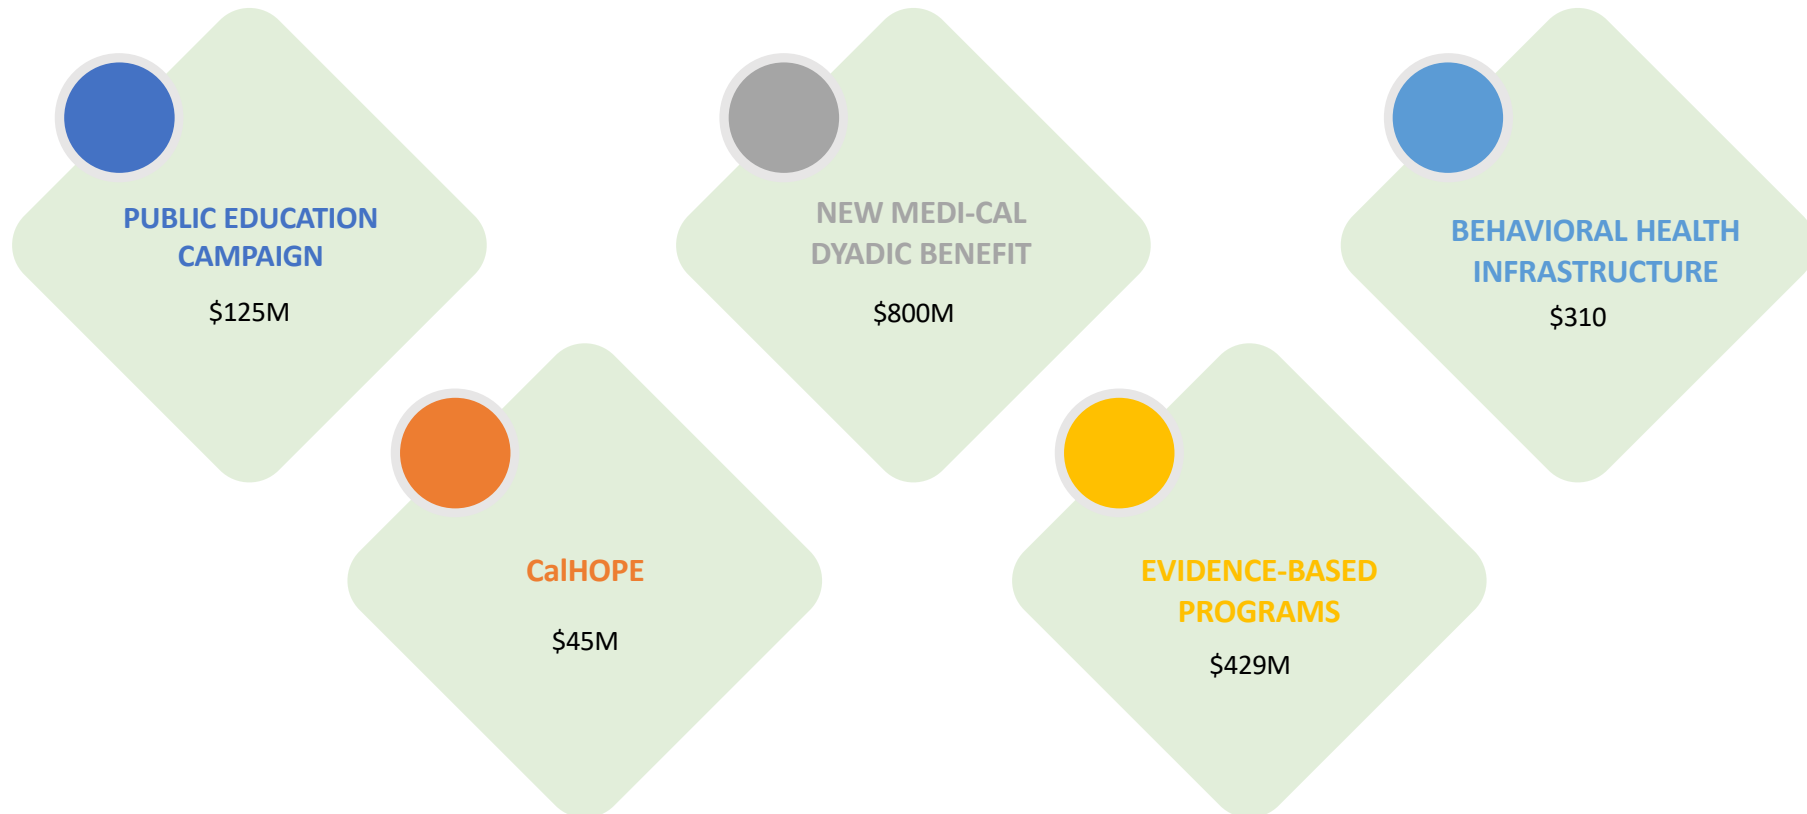 PUBLIC EDUCATION
CAMPAIGN
$125M
CalHOPE
$45M
NEW MEDI-CAL
DYADIC BENEFIT
$800M
EVIDENCE-BASED
PROGRAMS
$429M
BEHAVIORAL HEALTH
INFRASTRUCTURE
$310